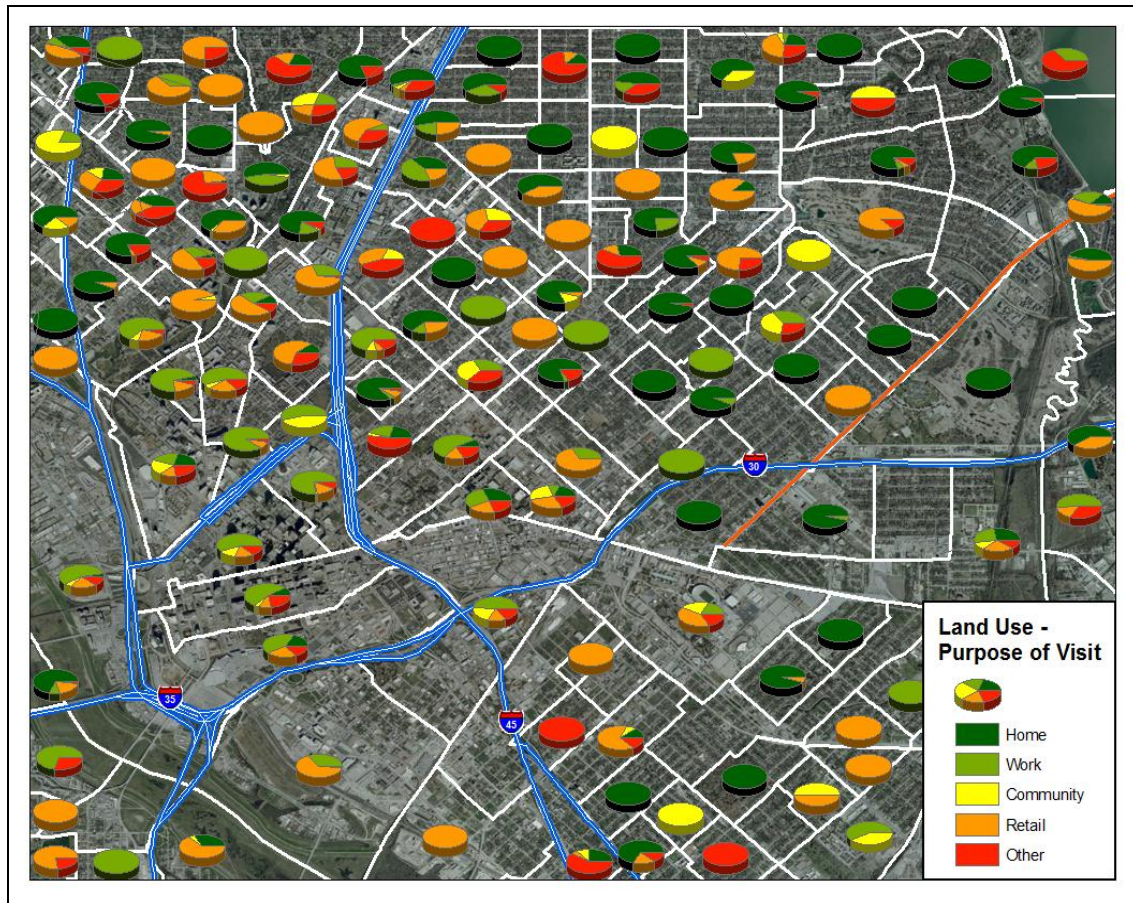 30
Land Use -
Purpose of Visit
Home
Work
Community
Retail
Other
35
45